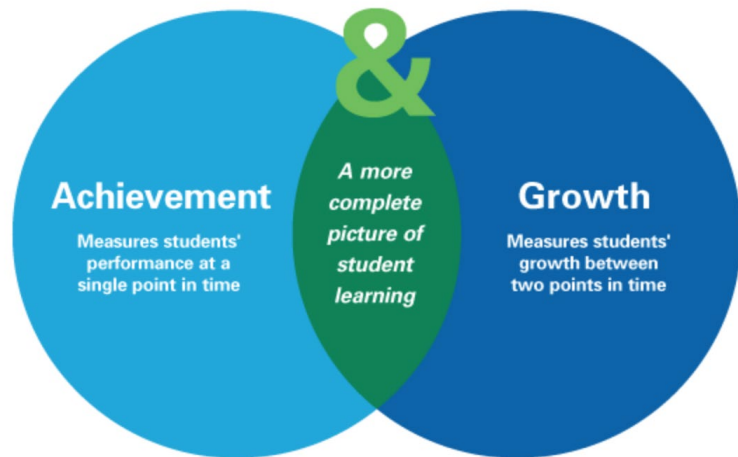 &
Achievement
Measures students'
performance at a
single point in time
A more
complete
picture of
student
learning
Growth
Measures students'
growth between
two points in time